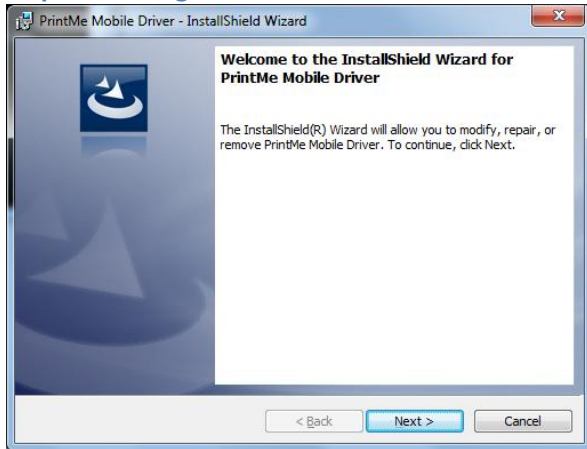 PrintMe Mobile Driver - InstallShield Wizard
Welcome to the InstallShield Wizard for
PrintMe Mobile Driver
The InstallShield(R) Wizard will allow you to modify, repair, or
remove PrintMe Mobile Driver. To continue, click Next.
< Back Next > Cancel